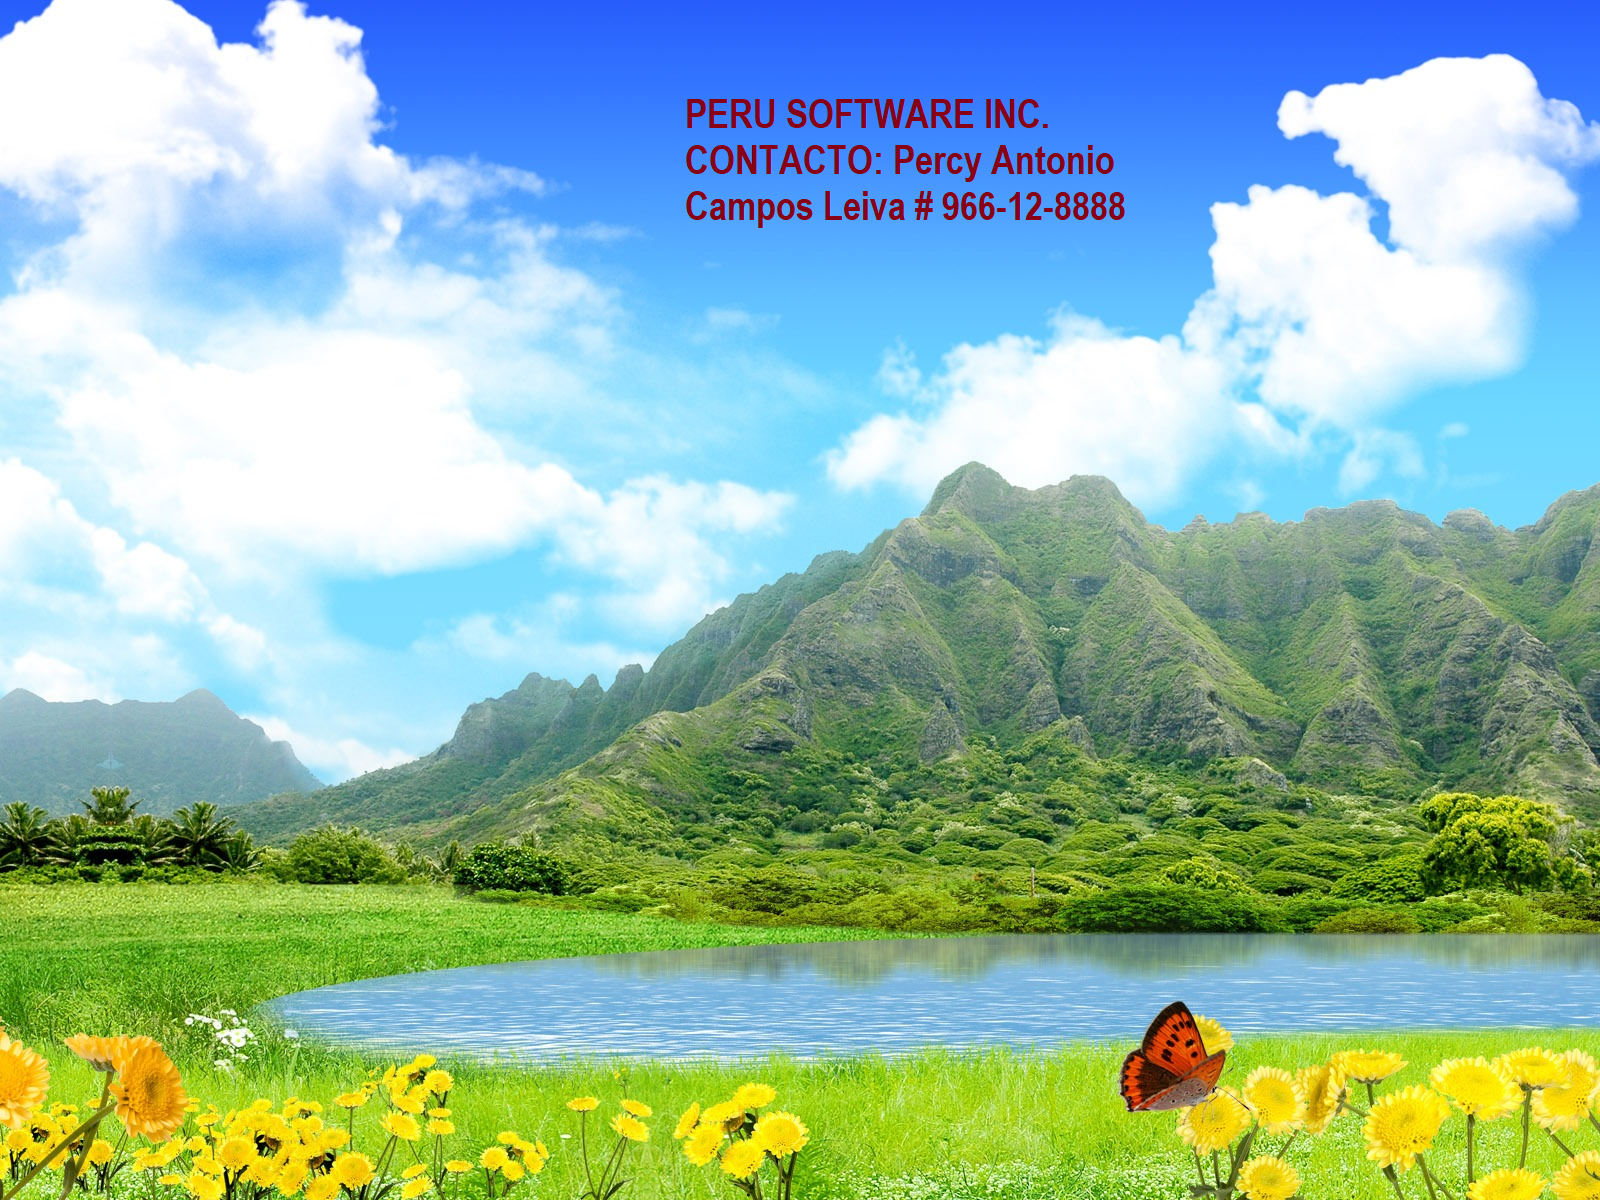 PERU SOFTWARE INC.
CONTACTO: Percy Antonio
Campos Leiva # 966-12-8888